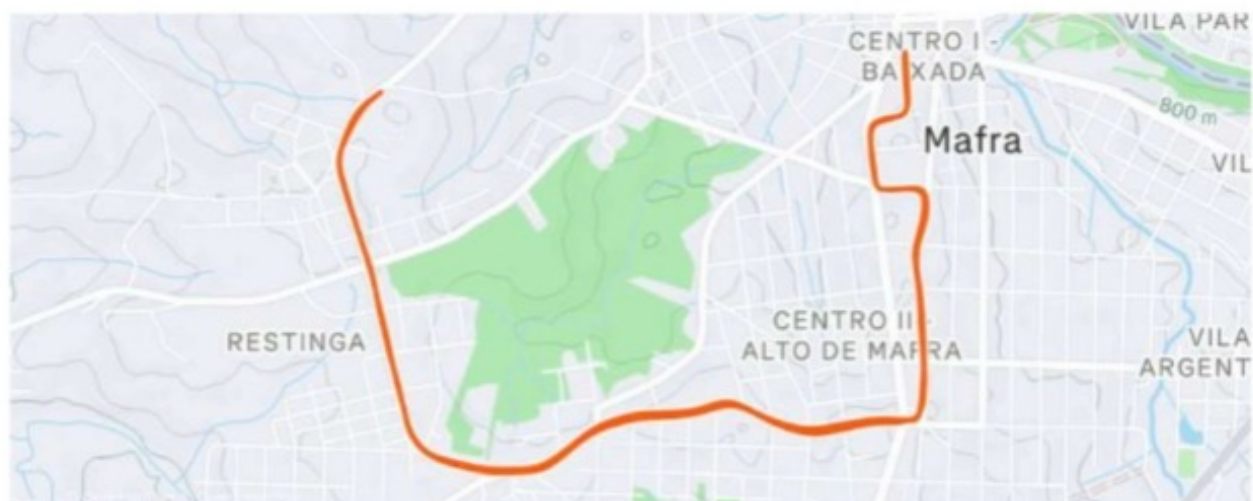 VILA PAR
CENTRO I -
BAIXADA
800 m
Mafra
VIL
RESTINGA
CENTRO II -
ALTO DE MAFRA
VILA
ARGENT